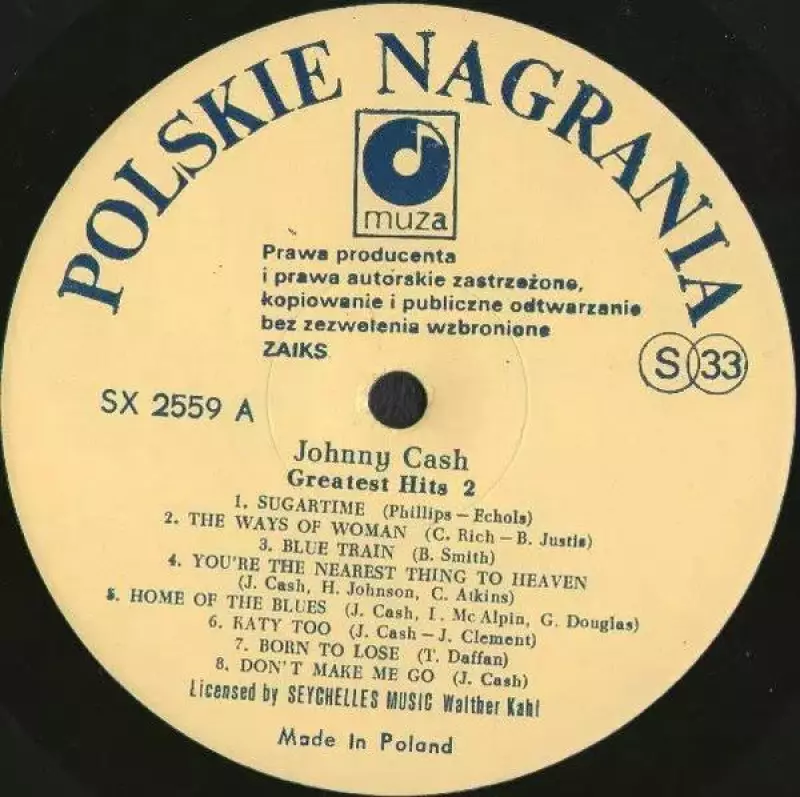 POLSKIE NAGRANIA
muza
Prawa producenta
i prawa autorskie zastrzeżone,
kopiowanie i publiczne odtwarzanie
bez zezwolenia wzbronione
ZAIKS
S 33
SX 2559 A
Johnny Cash
Greatest Hits 2
1. SUGARTIME (Phillips – Echols)
2. THE WAYS OF WOMAN (C. Rich – B. Justis)
3. BLUE TRAIN (B. Smith)
4. YOU'RE THE NEAREST THING TO HEAVEN
(J. Cash, H. Johnson, C. Atkins)
5. HOME OF THE BLUES (J. Cash, L. Mc Alpin, G. Douglas)
6. KATY TOO (J. Cash – J. Clement)
7. BORN TO LOSE (T. Daffan)
8. DON'T MAKE ME GO (J. Cash)
Licensed by SEYCHELLES MUSIC Walther Kahl
Made In Poland